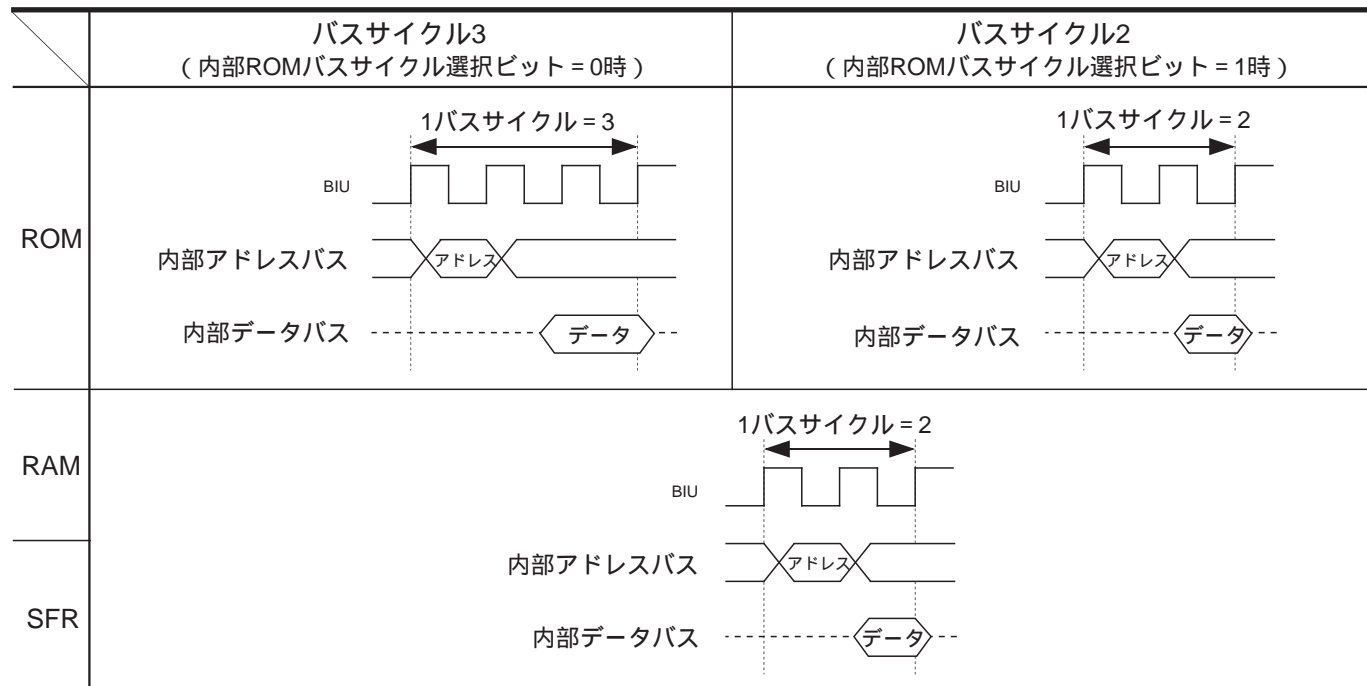 バスサイクル3
（内部ROMバスサイクル選択ビット = 0時）
バスサイクル2
（内部ROMバスサイクル選択ビット = 1時）
ROM
1バスサイクル = 3
BIU
内部アドレスバス
アドレス
内部データバス
データ
1バスサイクル = 2
BIU
内部アドレスバス
アドレス
内部データバス
データ
RAM
SFR
1バスサイクル = 2
BIU
内部アドレスバス
アドレス
内部データバス
データ